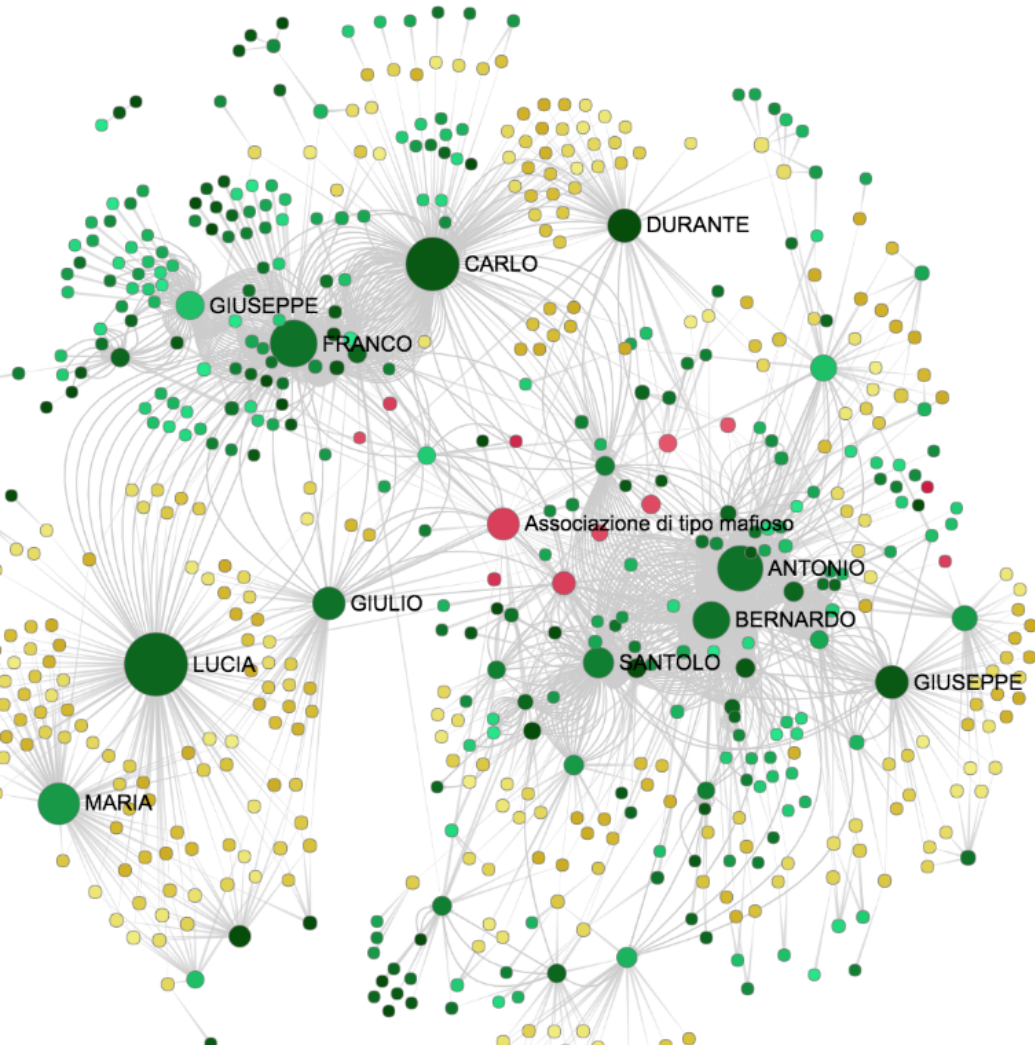 DURANTE
CARLO
GIUSEPPE
FRANCO
Associazione di tipo mafioso
ANTONIO
GIULIO
BERNARDO
LUCIA
SANTOLO
GIUSEPPE
MARIA